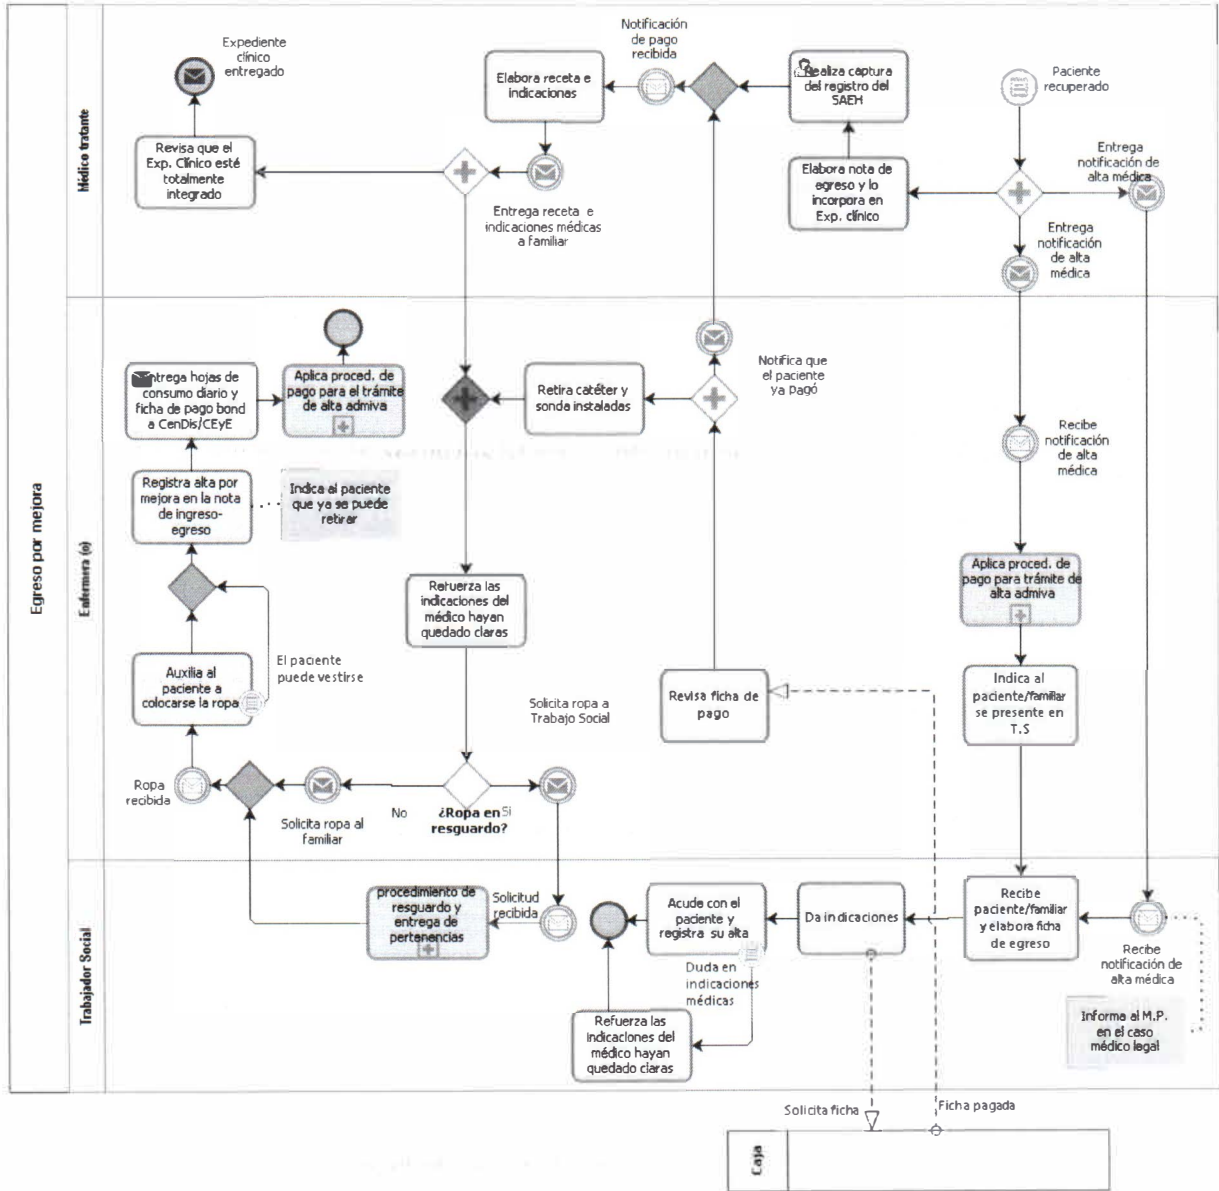 Egreso por mejora
Médico tratante
Expediente
clínico
entregado
Revisa que el
Exp. Clínico esté
totalmente
integrado
Elabora receta e
indicacionas
Notificación
de pago
recibida
Realiza captura
del registro del
SAEH
Paciente
recuperado
Entrega receta e
indicaciones médicas
a familiar
Elabora nota de
egreso y lo
incorpora en
Exp. clínico
Entrega
notificación de
alta médica
Entrega
notificación
de alta
médica
Enfermera (o)
Entrega hojas de
consumo diario y
ficha de pago bond
a CenDis/CEyE
Aplica proced. de
pago para el trámite
de alta admiva
Retira catéter y
sonda instaladas
Notifica que
el paciente
ya pagó
Recibe
notificación
de alta
médica
Registra alta por
mejora en la nota
de ingreso-
egreso
Indica al paciente
que ya se puede
retirar
Refuerza las
indicaciones del
médico hayan
quedado claras
Aplica proced. de
pago para trámite de
alta admiva
Auxilia al
paciente a
colocarse la ropa
El paciente
puede vestirse
Solicita ropa a
Trabajo Social
Revisa ficha de
pago
Indica al
paciente/familiar
se presente en
T.S
Ropa
recibida
Solicita ropa al
familiar
No
¿Ropa en
resguardo?
Si
Trabajador Social
procedimiento de
resguardo y
entrega de
pertenencias
Solicitud
recibida
Acude con el
paciente y
registra su alta
Da indicaciones
Recibe
paciente/familiar
y elabora ficha
de egreso
Recibe
notificación de
alta médica
Duda en
indicaciones
médicas
Refuerza las
indicaciones del
médico hayan
quedado claras
Informa al M.P.
en el caso
médico legal
Solicita ficha
Ficha pagada
Caja